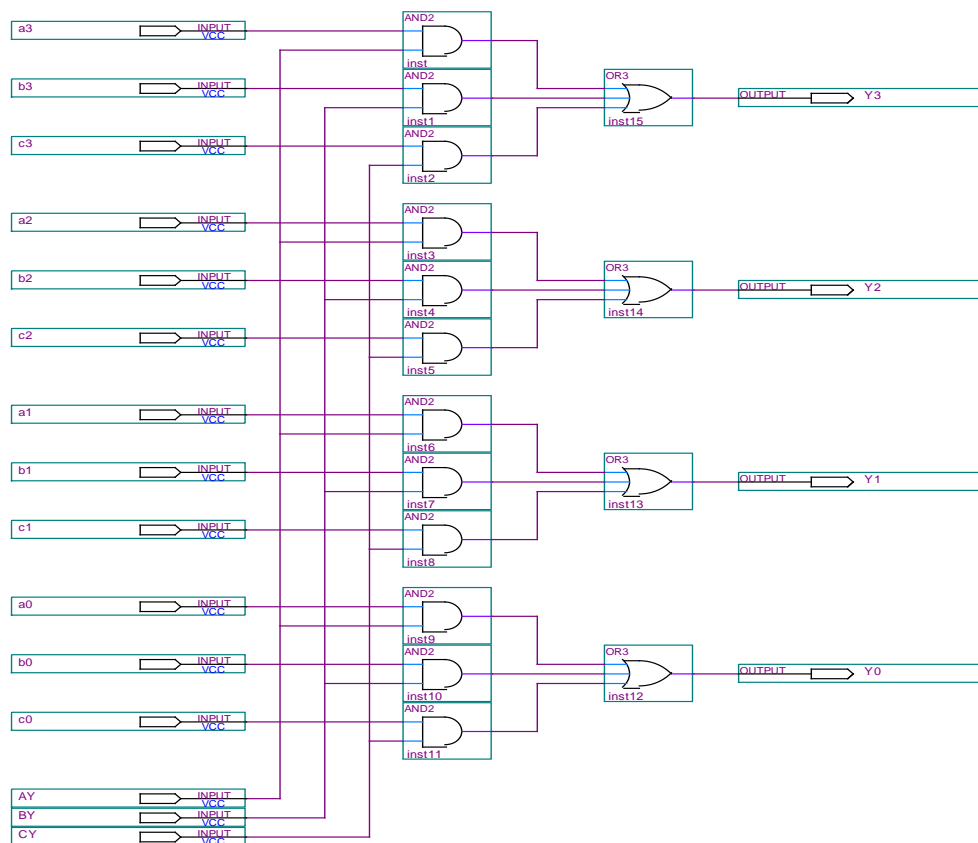 AND2
a3 INPUT
VCC
inst
AND2
b3 INPUT
VCC
OR3
OUTPUT Y3
inst1
inst15
AND2
c3 INPUT
VCC
inst2
AND2
a2 INPUT
VCC
inst3
AND2
b2 INPUT
VCC
OR3
OUTPUT Y2
inst4
inst14
AND2
c2 INPUT
VCC
inst5
AND2
a1 INPUT
VCC
inst6
AND2
b1 INPUT
VCC
OR3
OUTPUT Y1
inst7
inst13
AND2
c1 INPUT
VCC
inst8
AND2
a0 INPUT
VCC
inst9
AND2
b0 INPUT
VCC
OR3
OUTPUT Y0
inst10
inst12
AND2
c0 INPUT
VCC
inst11
AY INPUT
VCC
BY INPUT
VCC
CY INPUT
VCC